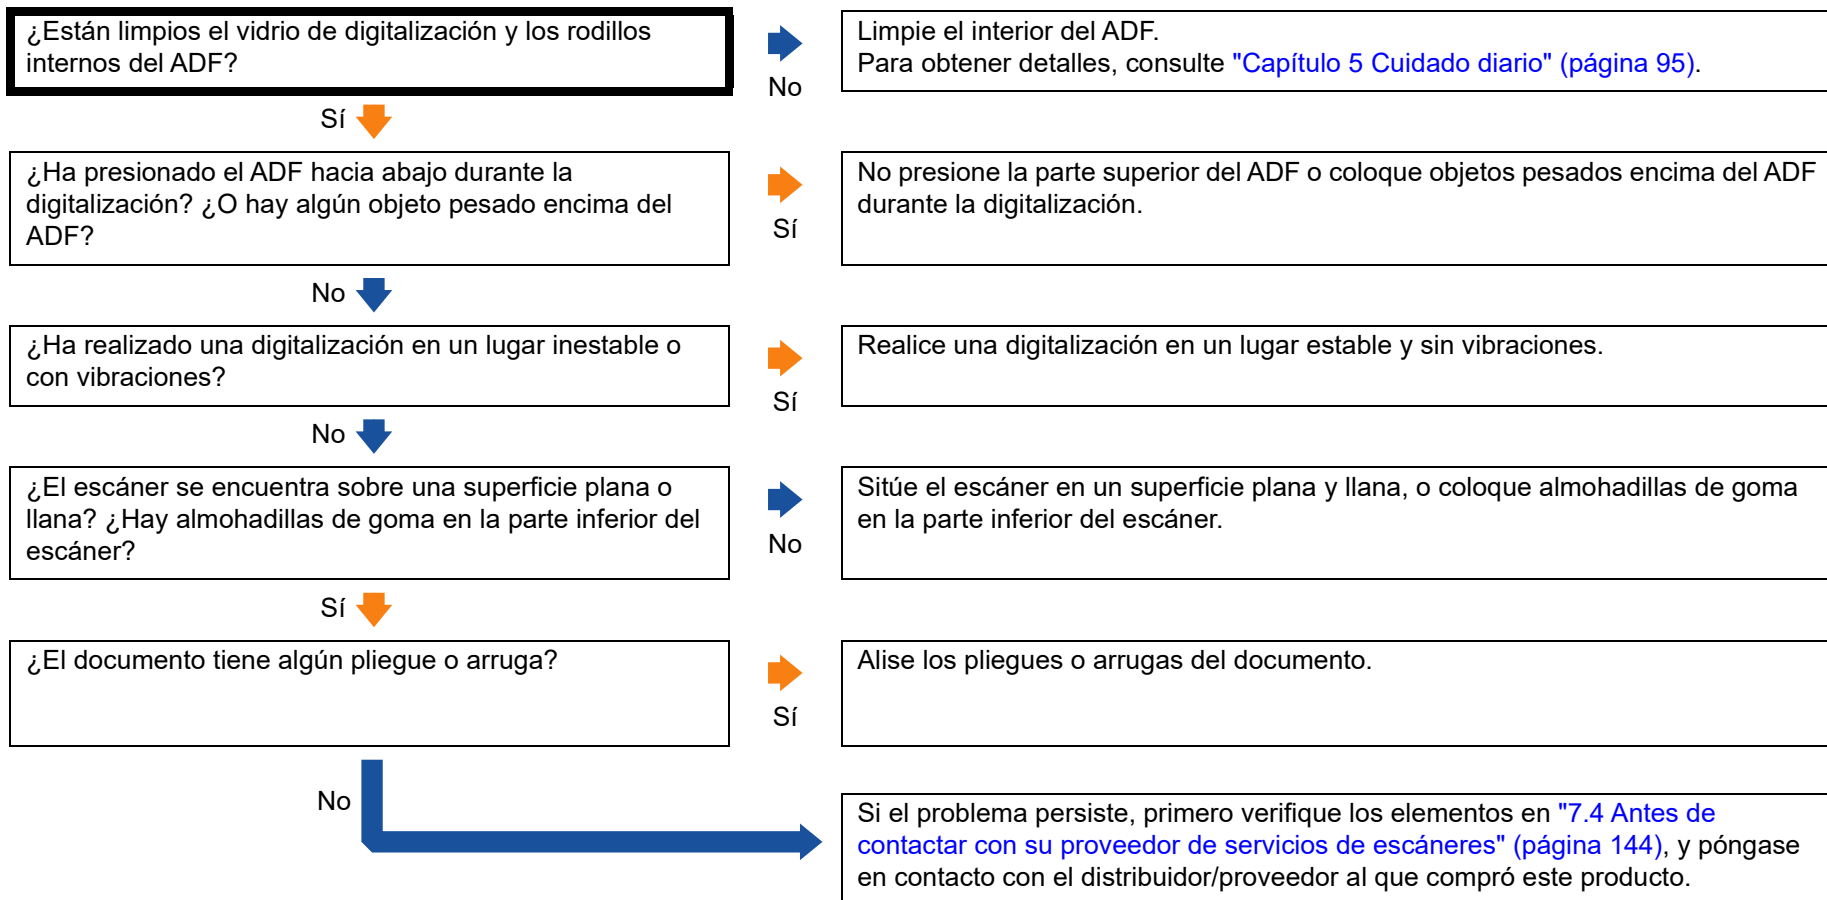 ¿Están limpios el vidrio de digitalización y los rodillos
internos del ADF?
No
Limpie el interior del ADF.
Para obtener detalles, consulte "Capítulo 5 Cuidado diario" (página 95).
Sí
¿Ha presionado el ADF hacia abajo durante la
digitalización? ¿O hay algún objeto pesado encima del
ADF?
Sí
No presione la parte superior del ADF o coloque objetos pesados encima del ADF
durante la digitalización.
No
¿Ha realizado una digitalización en un lugar inestable o
con vibraciones?
Sí
Realice una digitalización en un lugar estable y sin vibraciones.
No
¿El escáner se encuentra sobre una superficie plana o
llana? ¿Hay almohadillas de goma en la parte inferior del
escáner?
No
Sitúe el escáner en un superficie plana y llana, o coloque almohadillas de goma
en la parte inferior del escáner.
Sí
¿El documento tiene algún pliegue o arruga?
Sí
Alise los pliegues o arrugas del documento.
No
Si el problema persiste, primero verifique los elementos en "7.4 Antes de
contactar con su proveedor de servicios de escáneres" (página 144), y póngase
en contacto con el distribuidor/proveedor al que compró este producto.